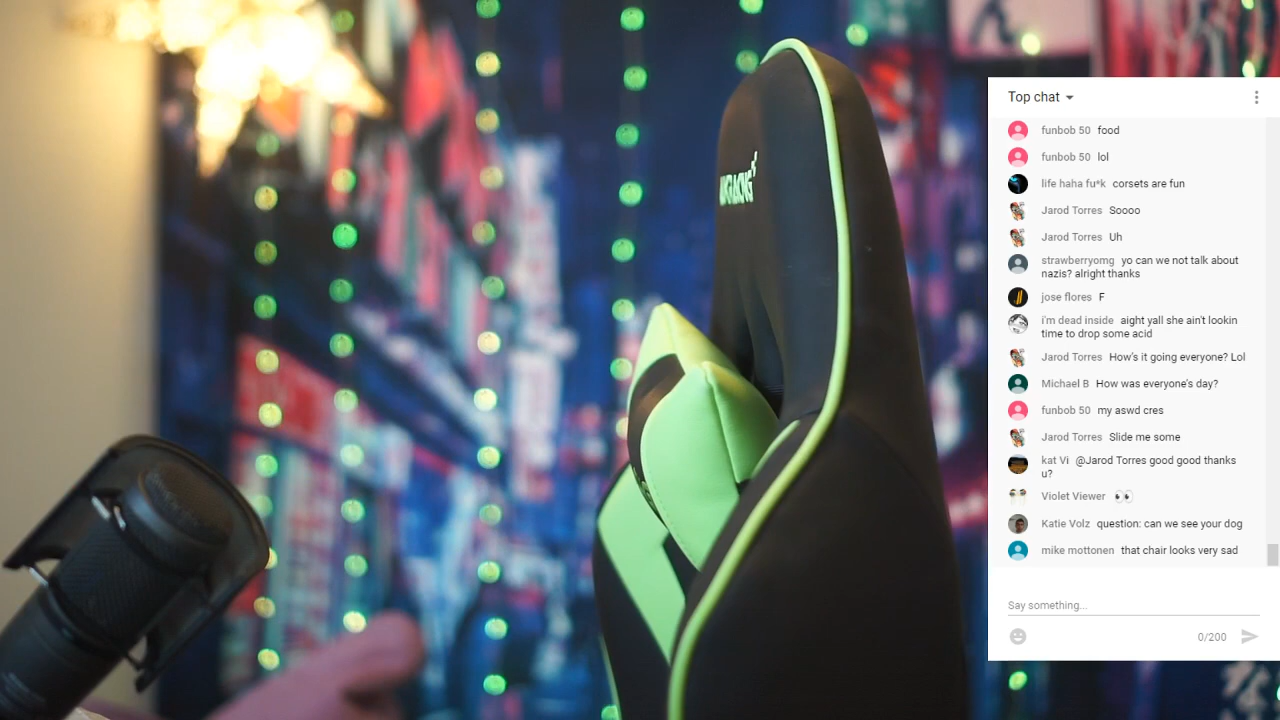 Top chat
funbob 50 food
funbob 50 lol
life haha fu*k corsets are fun
Jarod Torres Soooo
Jarod Torres Uh
strawberryomg yo can we not talk about
nazis? alright thanks
jose flores F
i'm dead inside aight yall she ain't lookin
time to drop some acid
Jarod Torres How's it going everyone? Lol
Michael B How was everyone's day?
funbob 50 my aswd cres
Jarod Torres Slide me some
kat Vi @Jarod Torres good good thanks
u?
Violet Viewer 👀
Katie Volz question: can we see your dog
mike mottonen that chair looks very sad
Say something...
0/200